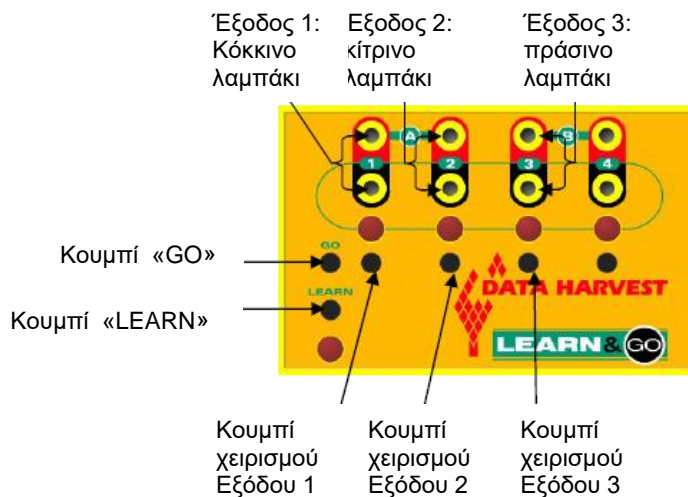 Έξοδος 1:
Κόκκινο
λαμπάκι
Έξοδος 2:
κίτρινο
λαμπάκι
Έξοδος 3:
πράσινο
λαμπάκι
A
B
1
2
3
4
Κουμπί «GO»
GO
Κουμπί «LEARN»
LEARN
DATA HARVEST
LEARN & GO
Κουμπί
χειρισμού
Εξόδου 1
Κουμπί
χειρισμού
Εξόδου 2
Κουμπί
χειρισμού
Εξόδου 3